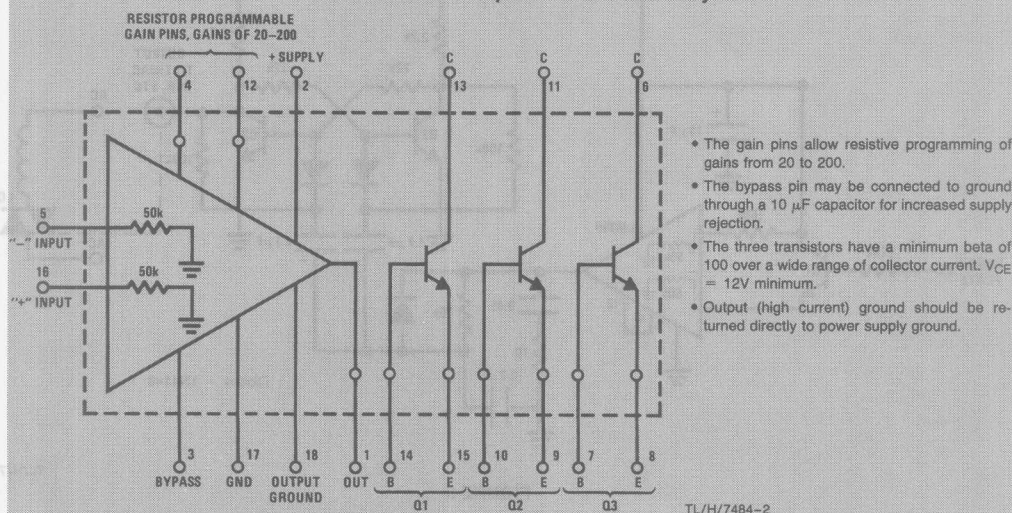 RESISTOR PROGRAMMABLE
GAIN PINS, GAINS OF 20–200
+ SUPPLY
C
C
C
4
12
2
13
11
6
5
50k
"–" INPUT
16
50k
"+" INPUT
3
17
18
1
14
15
10
9
7
8
BYPASS
GND
OUTPUT
GROUND
OUT
B
E
B
E
B
E
Q1
Q2
Q3
• The gain pins allow resistive programming of
gains from 20 to 200.
• The bypass pin may be connected to ground
through a 10 μF capacitor for increased supply
rejection.
• The three transistors have a minimum beta of
100 over a wide range of collector current. VCE
= 12V minimum.
• Output (high current) ground should be re-
turned directly to power supply ground.
TL/H/7484–2